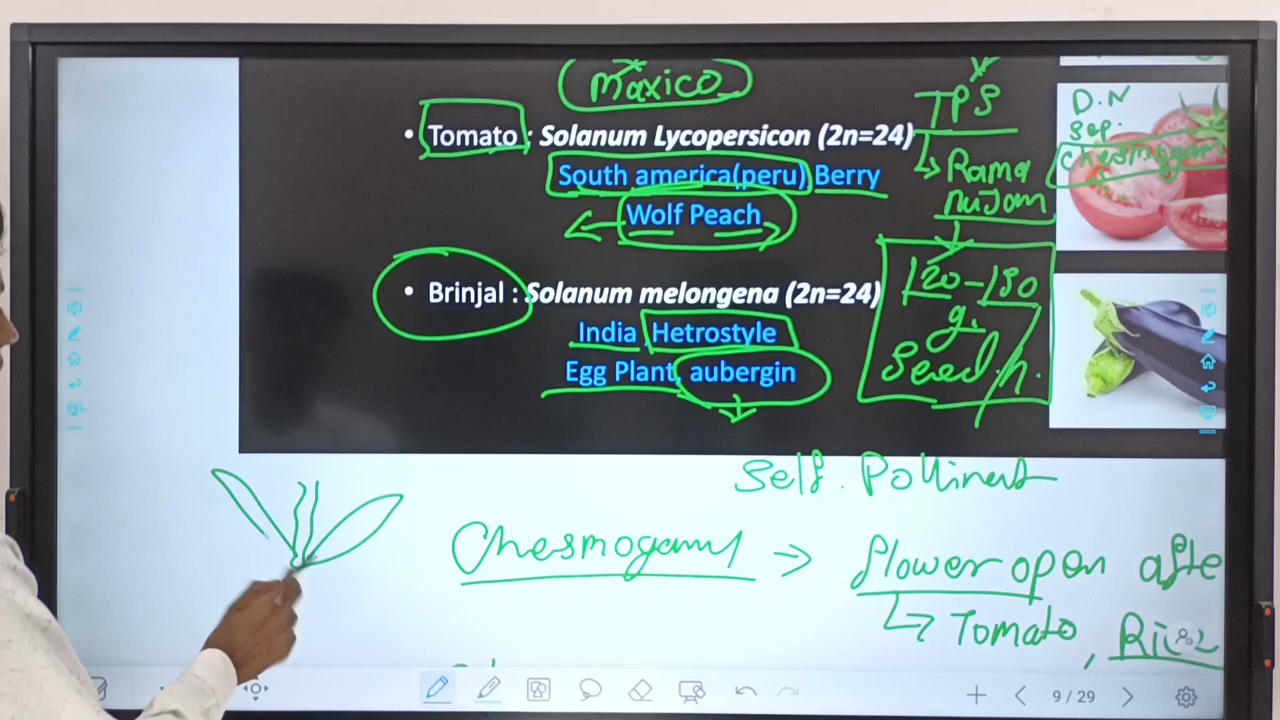 maxico
• Tomato : Solanum Lycopersicon (2n=24)
South america(peru) Berry
Wolf Peach
• Brinjal : Solanum melongena (2n=24)
India Hetrostyle
Egg Plant, aubergin
TPS
Rama
nujam
120-150
g.
Seed/h.
D.N
Sep.
Chesmogam
Self. Pollinat
Chesmogamy → flower open afte
Tomato, Rice
9 / 29